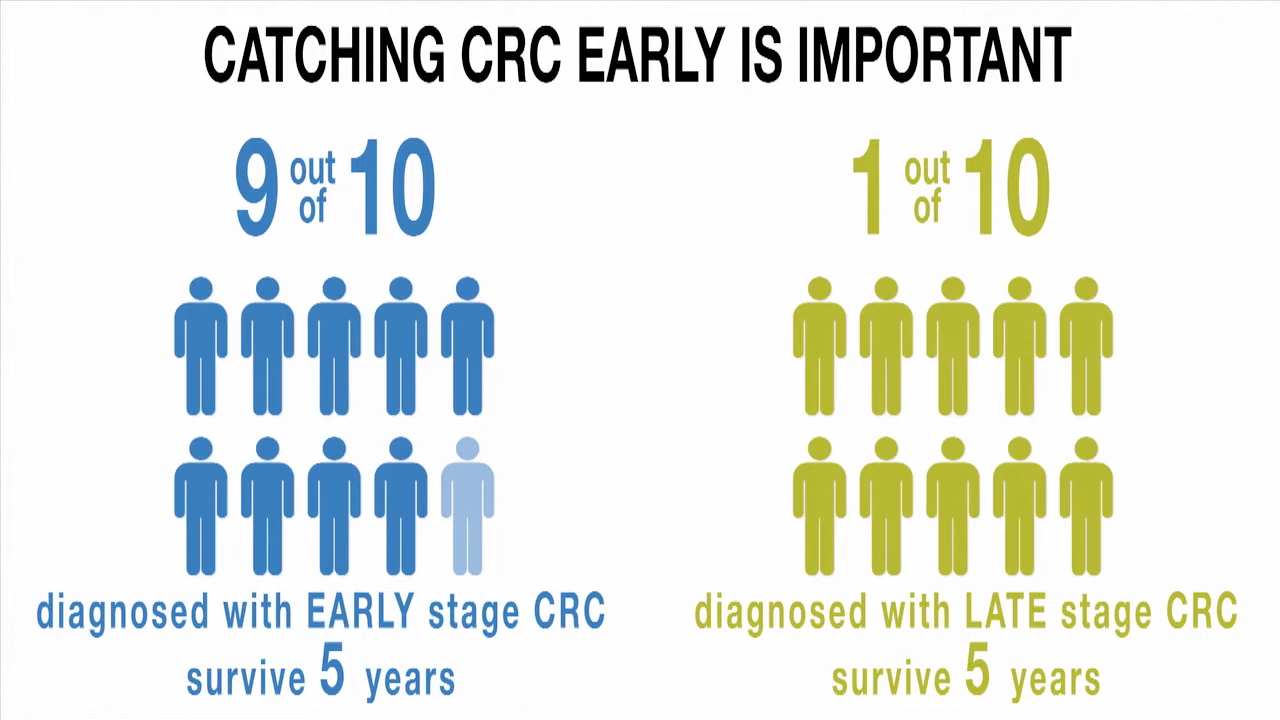 CATCHING CRC EARLY IS IMPORTANT
9 out of 10
diagnosed with EARLY stage CRC
survive 5 years
1 out of 10
diagnosed with LATE stage CRC
survive 5 years